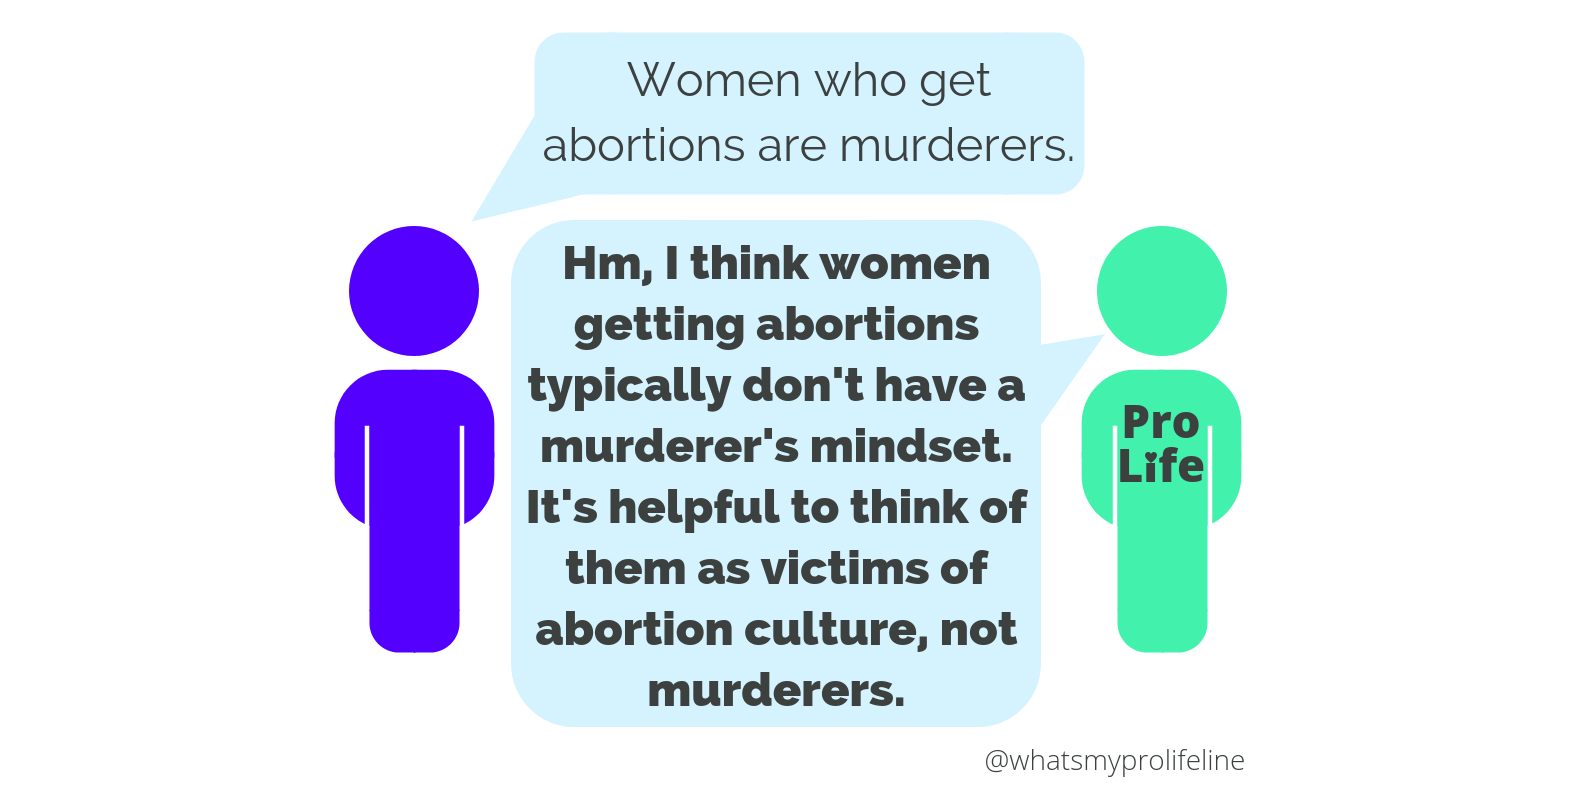 Women who get
abortions are murderers.
Hm, I think women
getting abortions
typically don't have a
murderer's mindset.
It's helpful to think of
them as victims of
abortion culture, not
murderers.
Pro
Life
@whatsmyprolifeline